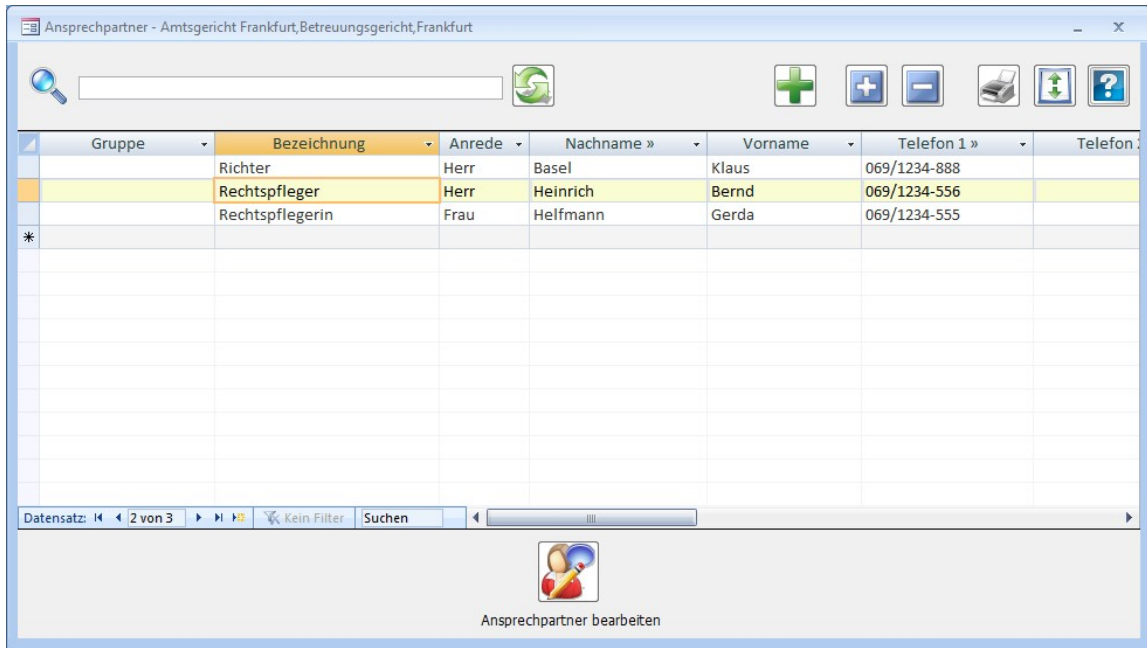 Ansprechpartner - Amtsgericht Frankfurt,Betreuungsgericht,Frankfurt
Gruppe Bezeichnung Anrede Nachname » Vorname Telefon 1 » Telefon
Richter Herr Basel Klaus 069/1234-888
Rechtspfleger Herr Heinrich Bernd 069/1234-556
Rechtspflegerin Frau Helfmann Gerda 069/1234-555
Datensatz: 2 von 3 Kein Filter Suchen
Ansprechpartner bearbeiten